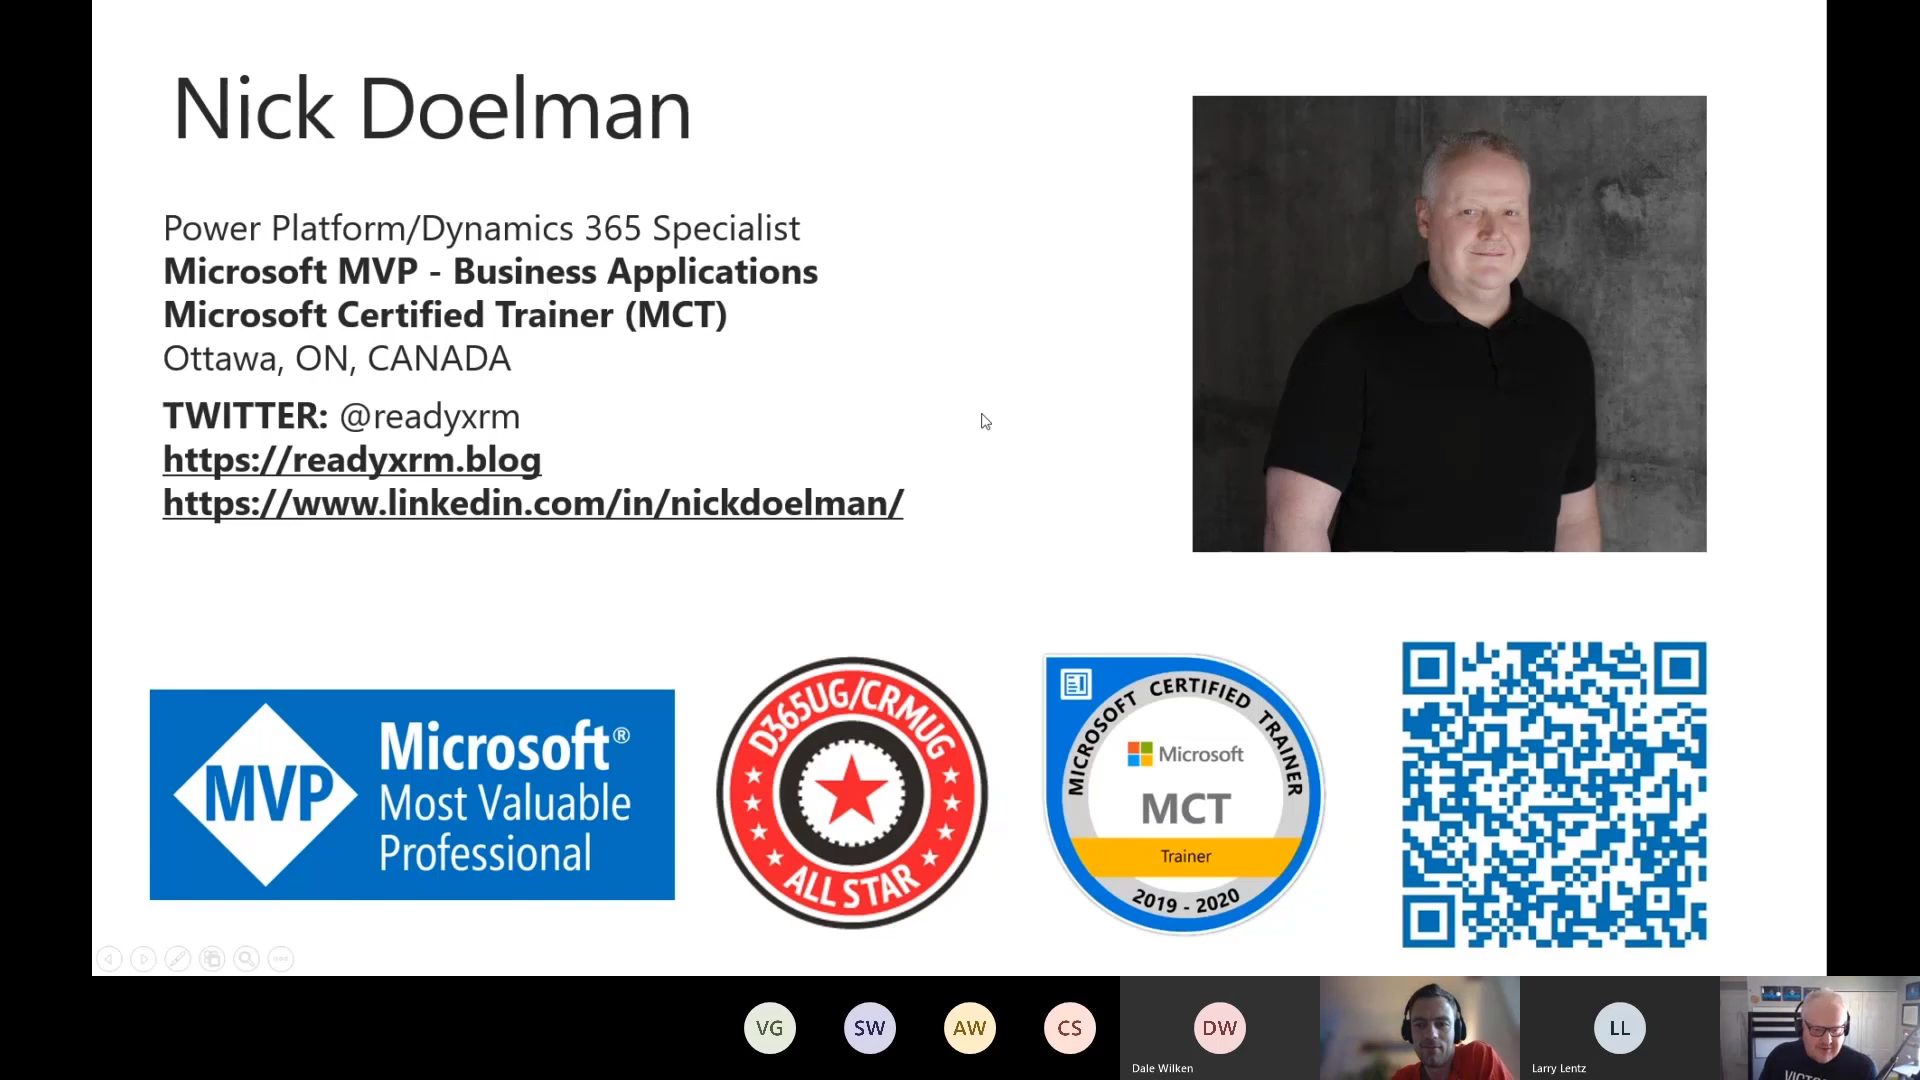 Nick Doelman
Power Platform/Dynamics 365 Specialist
Microsoft MVP - Business Applications
Microsoft Certified Trainer (MCT)
Ottawa, ON, CANADA
TWITTER: @readyxrm
https://readyxrm.blog
https://www.linkedin.com/in/nickdoelman/
MVP
Microsoft®
Most Valuable
Professional
D365UG/CRMUG
ALL STAR
MICROSOFT CERTIFIED TRAINER
Microsoft
MCT
Trainer
2019 - 2020
VG
SW
AW
CS
DW
Dale Wilken
LL
Larry Lentz